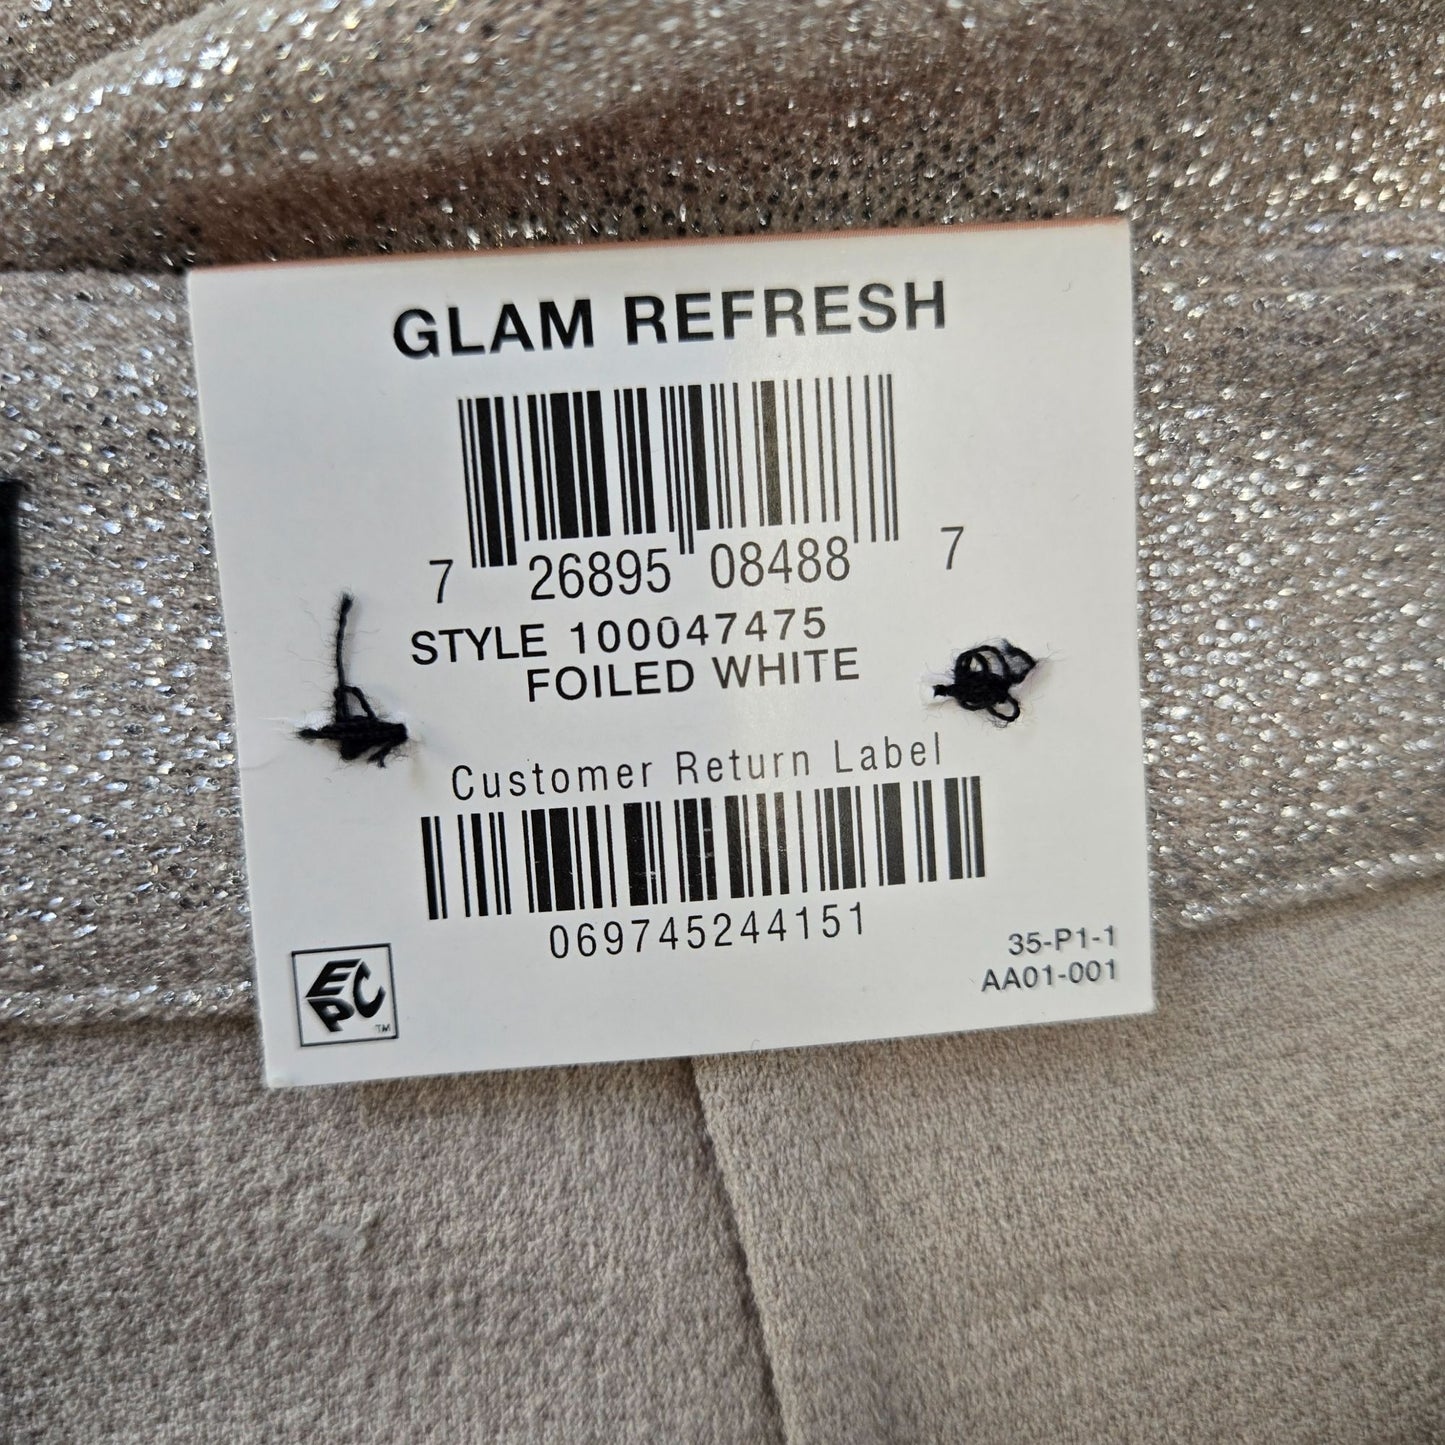 GLAM REFRESH
7 26895 08488 7
STYLE 100047475
FOILED WHITE
Customer Return Label
069745244151
35-P1-1
AA01-001
EPC TM